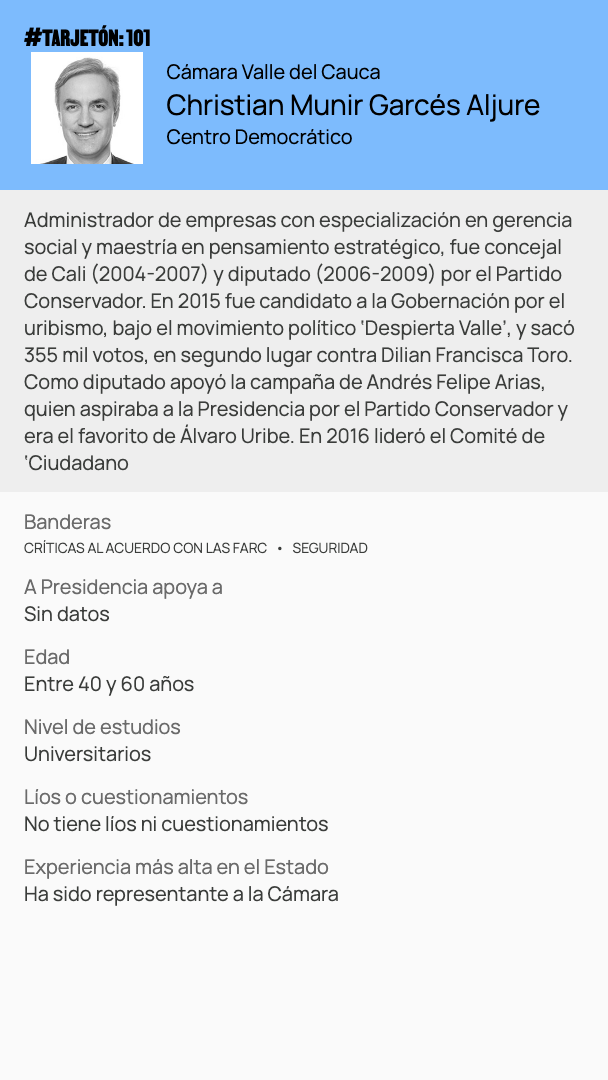 #TARJETÓN: 101
Cámara Valle del Cauca
Christian Munir Garcés Aljure
Centro Democrático
Administrador de empresas con especialización en gerencia
social y maestría en pensamiento estratégico, fue concejal
de Cali (2004-2007) y diputado (2006-2009) por el Partido
Conservador. En 2015 fue candidato a la Gobernación por el
uribismo, bajo el movimiento político ‘Despierta Valle’, y sacó
355 mil votos, en segundo lugar contra Dilian Francisca Toro.
Como diputado apoyó la campaña de Andrés Felipe Arias,
quien aspiraba a la Presidencia por el Partido Conservador y
era el favorito de Álvaro Uribe. En 2016 lideró el Comité de
‘Ciudadano
Banderas
CRÍTICAS AL ACUERDO CON LAS FARC • SEGURIDAD
A Presidencia apoya a
Sin datos
Edad
Entre 40 y 60 años
Nivel de estudios
Universitarios
Líos o cuestionamientos
No tiene líos ni cuestionamientos
Experiencia más alta en el Estado
Ha sido representante a la Cámara